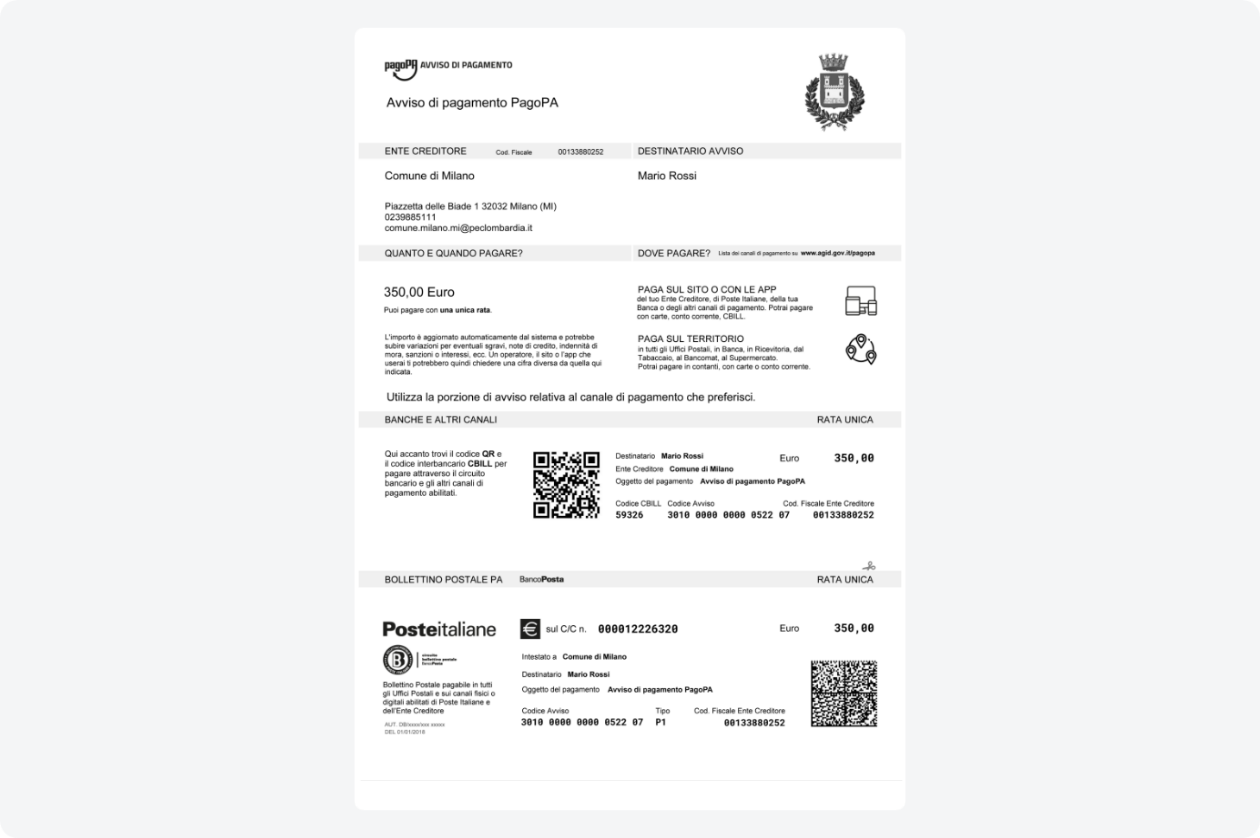 pagoPA AVVISO DI PAGAMENTO
Avviso di pagamento PagoPA
ENTE CREDITORE Cod. Fiscale 00133880252
DESTINATARIO AVVISO
Comune di Milano
Mario Rossi
Piazzetta delle Biade 1 32032 Milano (MI)
0239885111
comune.milano.mi@peclombardia.it
QUANTO E QUANDO PAGARE?
DOVE PAGARE? Lista dei canali di pagamento su www.agid.gov.it/pagopa
350,00 Euro
Puoi pagare con una unica rata.
L'importo è aggiornato automaticamente dal sistema e potrebbe
subire variazioni per eventuali sgravi, note di credito, indennità di
mora, sanzioni o interessi, ecc. Un operatore, il sito o l'app che
userai ti potrebbero quindi chiedere una cifra diversa da quella qui
indicata.
PAGA SUL SITO O CON LE APP
del tuo Ente Creditore, di Poste Italiane, della tua
Banca o degli altri canali di pagamento. Potrai pagare
con carte, conto corrente, CBILL.
PAGA SUL TERRITORIO
in tutti gli Uffici Postali, in Banca, in Ricevitoria, dal
Tabaccaio, al Bancomat, al Supermercato.
Potrai pagare in contanti, con carte o conto corrente.
Utilizza la porzione di avviso relativa al canale di pagamento che preferisci.
BANCHE E ALTRI CANALI
RATA UNICA
Qui accanto trovi il codice QR e
il codice interbancario CBILL per
pagare attraverso il circuito
bancario e gli altri canali di
pagamento abilitati.
Destinatario Mario Rossi
Euro 350,00
Ente Creditore Comune di Milano
Oggetto del pagamento Avviso di pagamento PagoPA
Codice CBILL Codice Avviso Cod. Fiscale Ente Creditore
59326 3010 0000 0000 0522 07 00133880252
BOLLETTINO POSTALE PA BancoPosta
RATA UNICA
Posteitaliane
€ sul C/C n. 000012226320
Euro 350,00
B
bollettino postale
BancoPosta
Bollettino Postale pagabile in tutti
gli Uffici Postali e sui canali fisici o
digitali abilitati di Poste Italiane e
dell'Ente Creditore
DEL 01/01/2018
Intestato a Comune di Milano
Destinatario Mario Rossi
Oggetto del pagamento Avviso di pagamento PagoPA
Codice Avviso Tipo Cod. Fiscale Ente Creditore
3010 0000 0000 0522 07 P1 00133880252